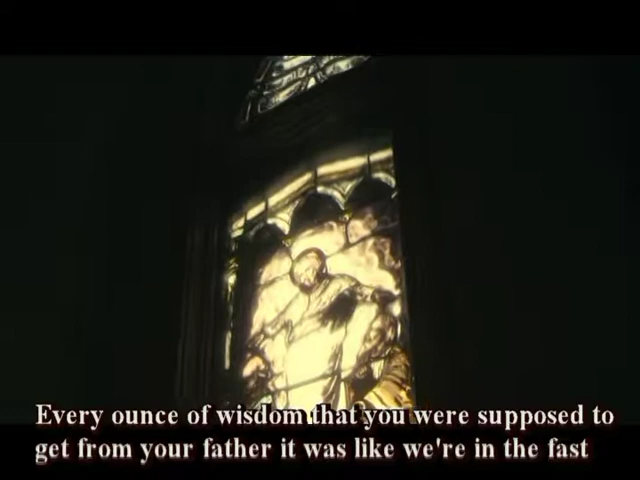 Every ounce of wisdom that you were supposed to
get from your father it was like we're in the fast